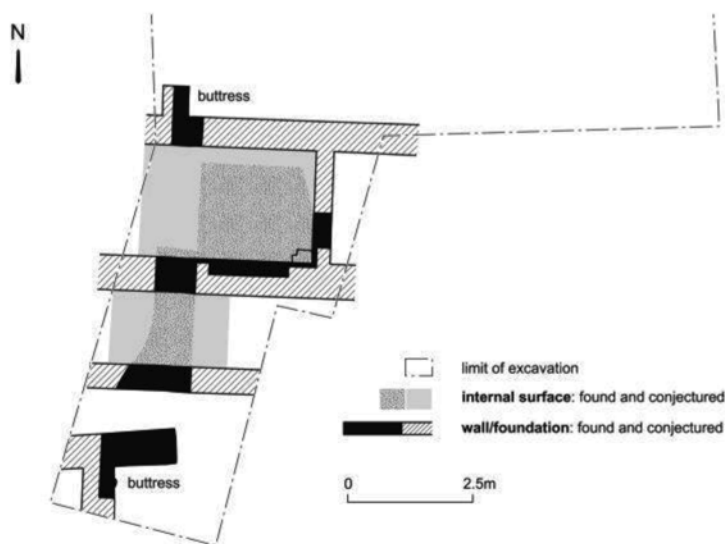 N
buttress
limit of excavation
internal surface: found and conjectured
wall/foundation: found and conjectured
buttress
0 2.5m